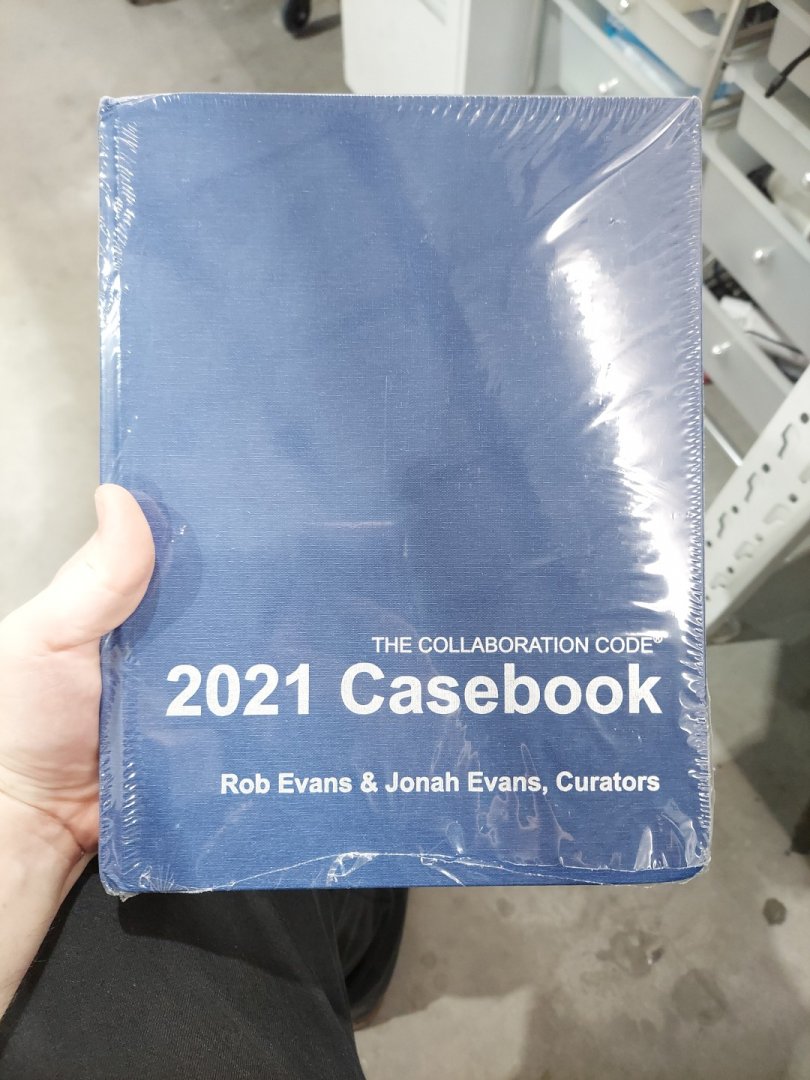 THE COLLABORATION CODE®
2021 Casebook
Rob Evans & Jonah Evans, Curators